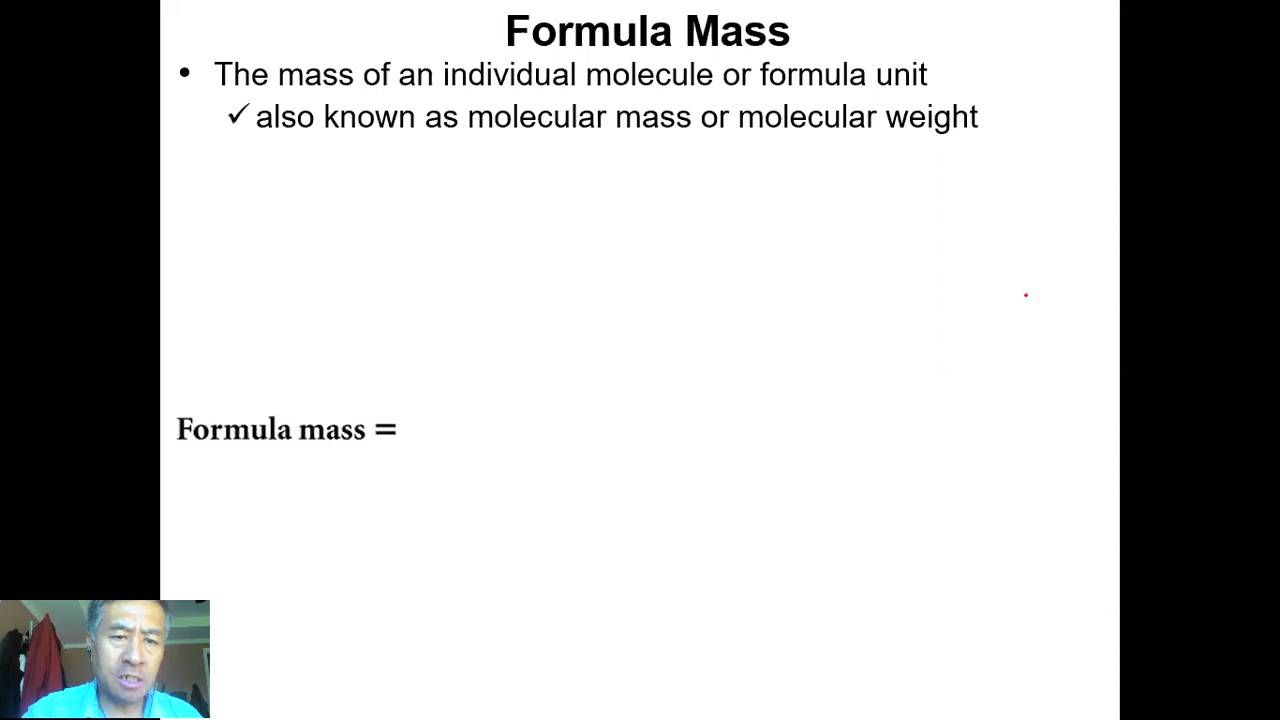 Formula Mass
• The mass of an individual molecule or formula unit
✓ also known as molecular mass or molecular weight
Formula mass =